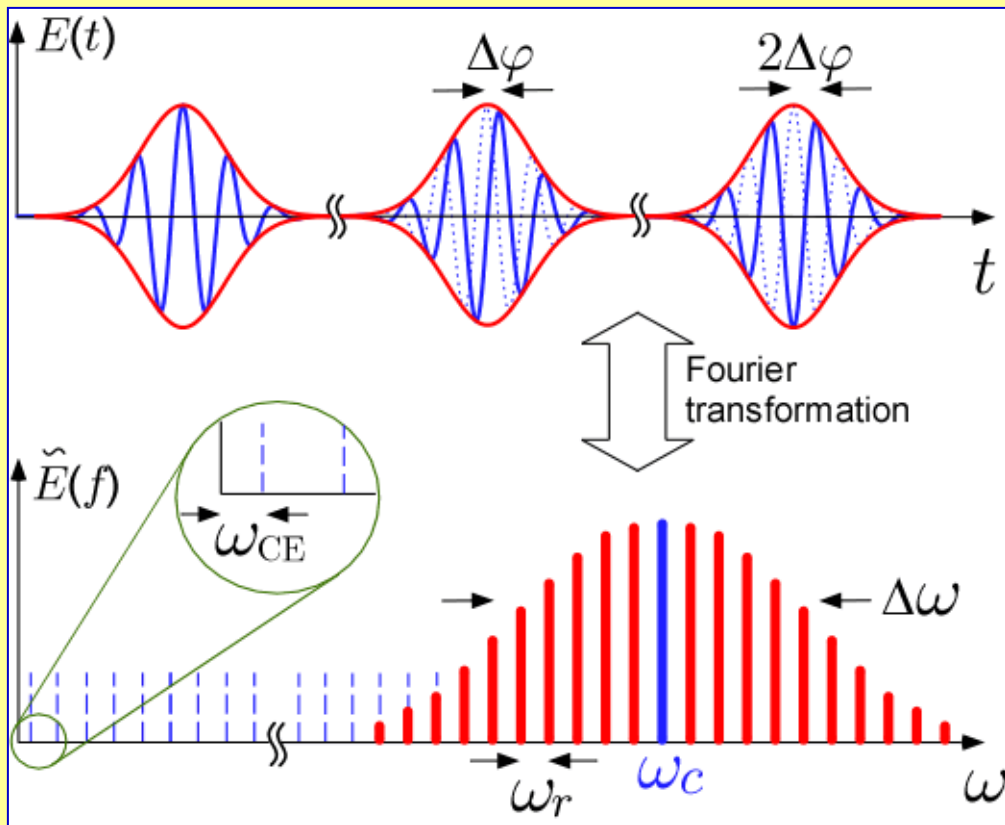 E(t)
Δφ
2Δφ
t
Fourier
transformation
Ẽ(f)
ω_CE
Δω
ω_r
ω_c
ω